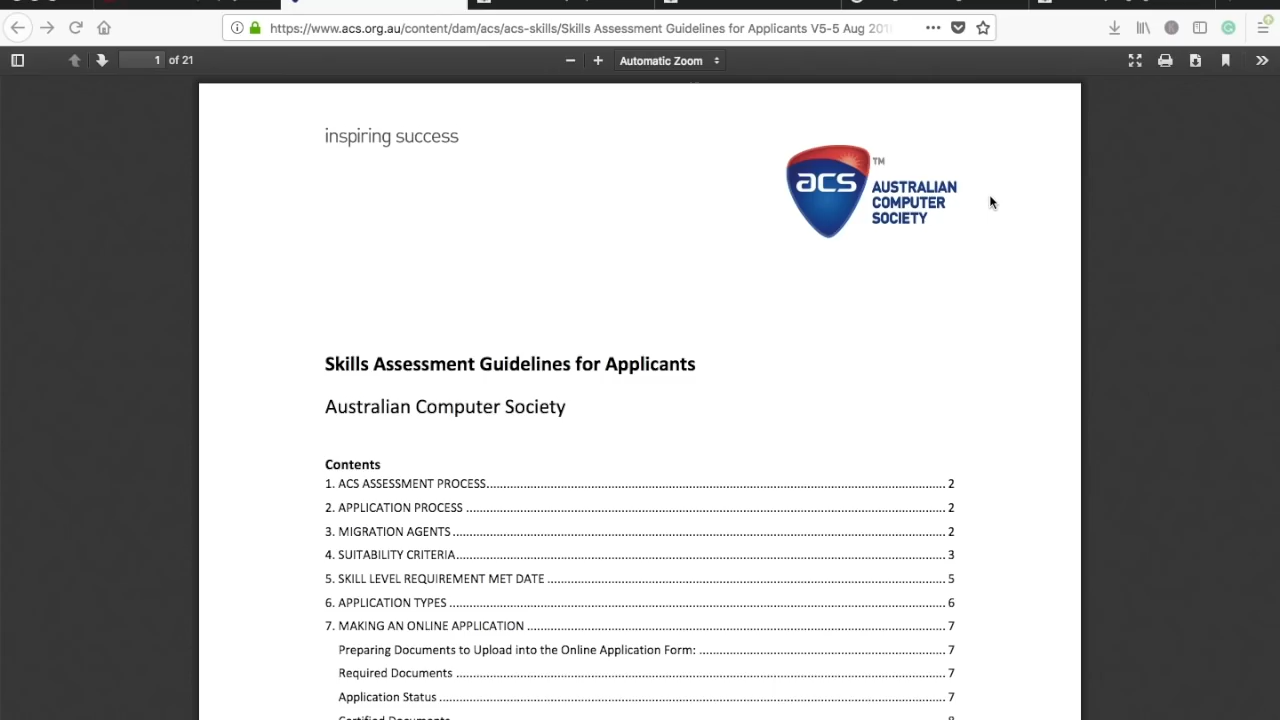 https://www.acs.org.au/content/dam/acs/acs-skills/Skills Assessment Guidelines for Applicants V5-5 Aug 201
1 of 21
Automatic Zoom
inspiring success
acs TM
AUSTRALIAN
COMPUTER
SOCIETY
Skills Assessment Guidelines for Applicants
Australian Computer Society
Contents
1. ACS ASSESSMENT PROCESS.......... 2
2. APPLICATION PROCESS .......... 2
3. MIGRATION AGENTS .......... 2
4. SUITABILITY CRITERIA.......... 3
5. SKILL LEVEL REQUIREMENT MET DATE .......... 5
6. APPLICATION TYPES .......... 6
7. MAKING AN ONLINE APPLICATION .......... 7
Preparing Documents to Upload into the Online Application Form: .......... 7
Required Documents .......... 7
Application Status .......... 7
Certified Documents .......... 8